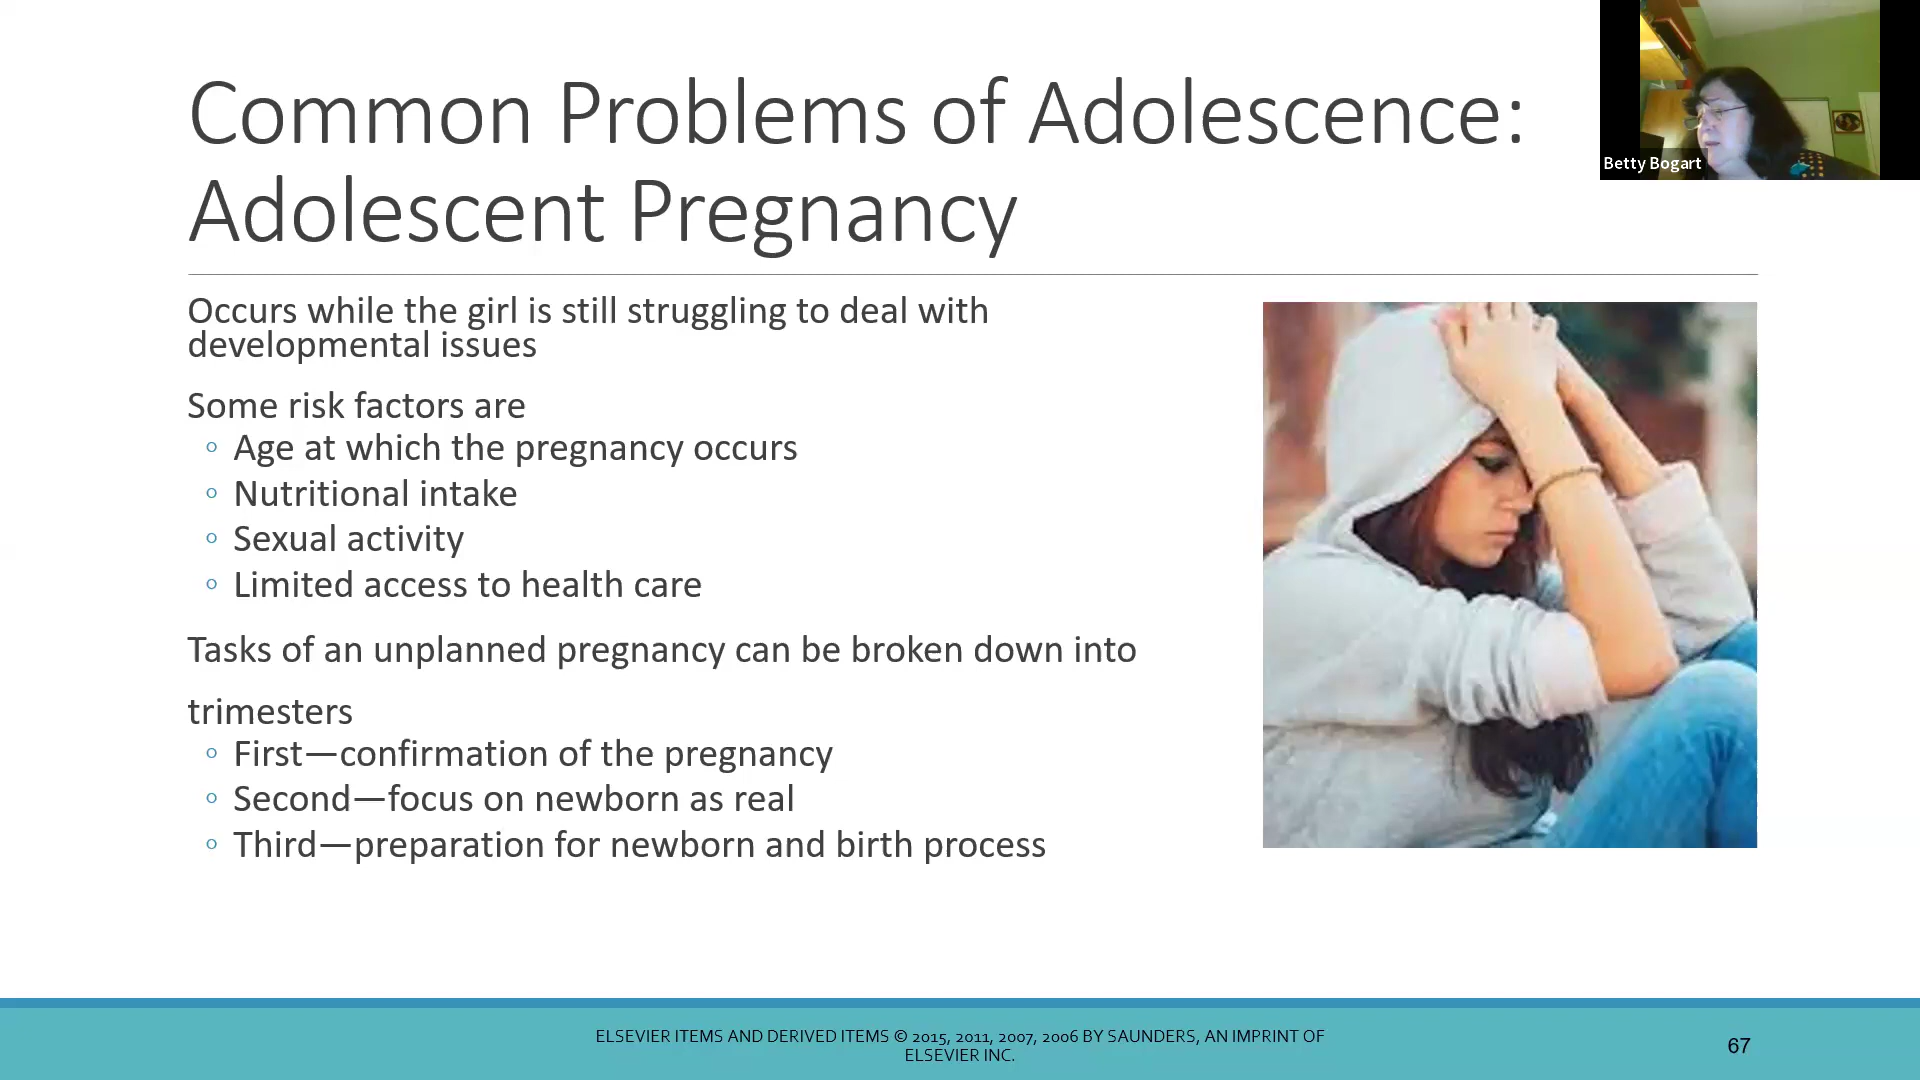 Common Problems of Adolescence:
Adolescent Pregnancy
Betty Bogart
Occurs while the girl is still struggling to deal with
developmental issues
Some risk factors are
◦ Age at which the pregnancy occurs
◦ Nutritional intake
◦ Sexual activity
◦ Limited access to health care
Tasks of an unplanned pregnancy can be broken down into
trimesters
◦ First—confirmation of the pregnancy
◦ Second—focus on newborn as real
◦ Third—preparation for newborn and birth process
ELSEVIER ITEMS AND DERIVED ITEMS © 2015, 2011, 2007, 2006 BY SAUNDERS, AN IMPRINT OF
ELSEVIER INC.
67